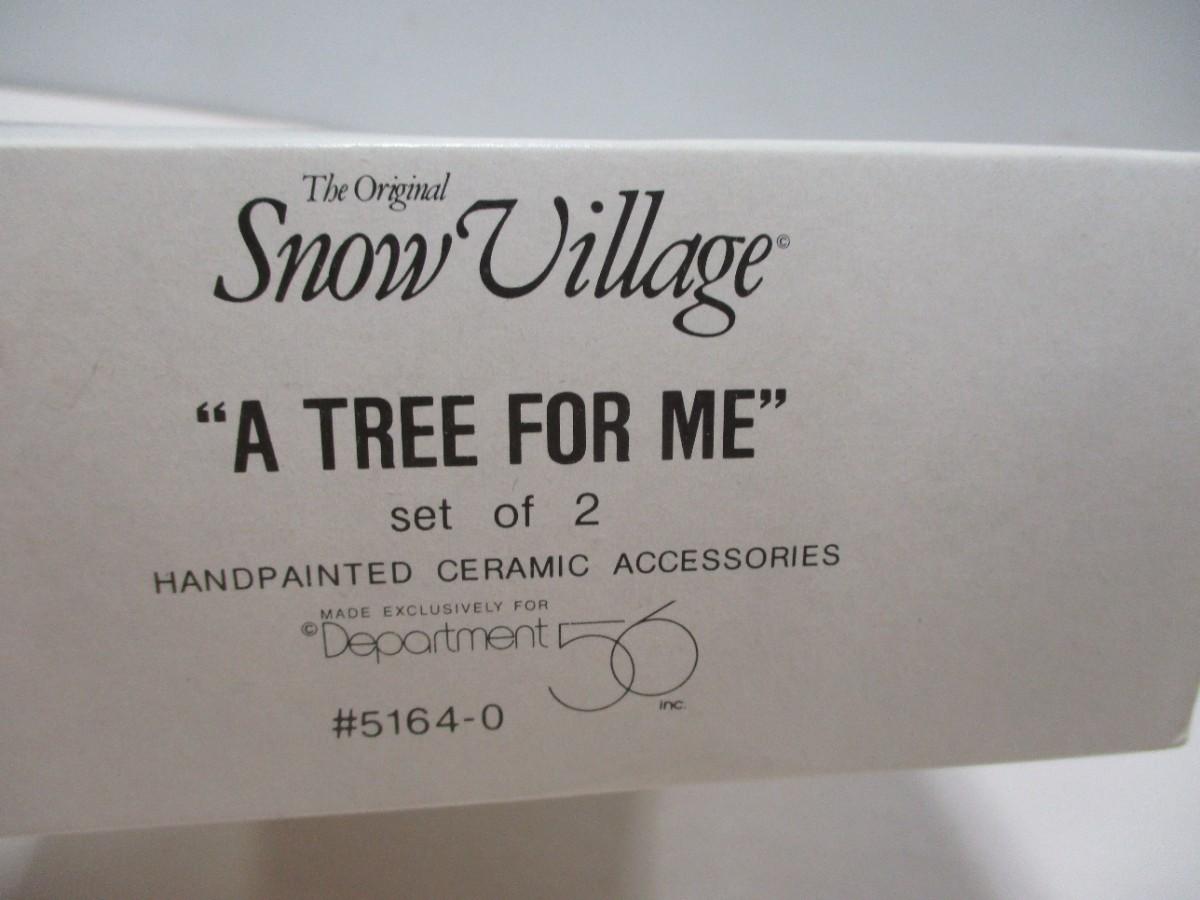 The Original
Snow Village©
“A TREE FOR ME”
set of 2
HANDPAINTED CERAMIC ACCESSORIES
MADE EXCLUSIVELY FOR
©Department 56
inc.
#5164-0